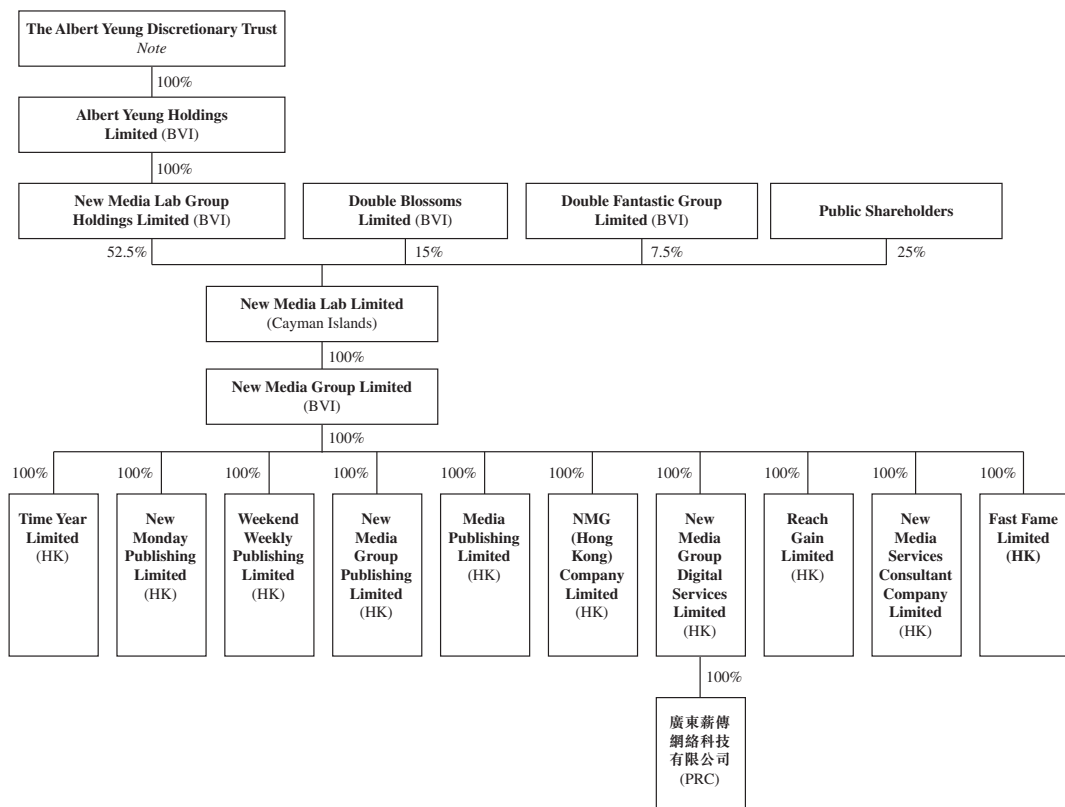 The Albert Yeung Discretionary Trust
Note
100%
Albert Yeung Holdings
Limited (BVI)
100%
New Media Lab Group
Holdings Limited (BVI)
Double Blossoms
Limited (BVI)
Double Fantastic Group
Limited (BVI)
Public Shareholders
52.5%
15%
7.5%
25%
New Media Lab Limited
(Cayman Islands)
100%
New Media Group Limited
(BVI)
100%
100%
100%
100%
100%
100%
100%
100%
100%
100%
100%
Time Year
Limited
(HK)
New
Monday
Publishing
Limited
(HK)
Weekend
Weekly
Publishing
Limited
(HK)
New
Media
Group
Publishing
Limited
(HK)
Media
Publishing
Limited
(HK)
NMG
(Hong
Kong)
Company
Limited
(HK)
New
Media
Group
Digital
Services
Limited
(HK)
Reach
Gain
Limited
(HK)
New
Media
Services
Consultant
Company
Limited
(HK)
Fast Fame
Limited
(HK)
100%
廣東薪傳
網絡科技
有限公司
(PRC)